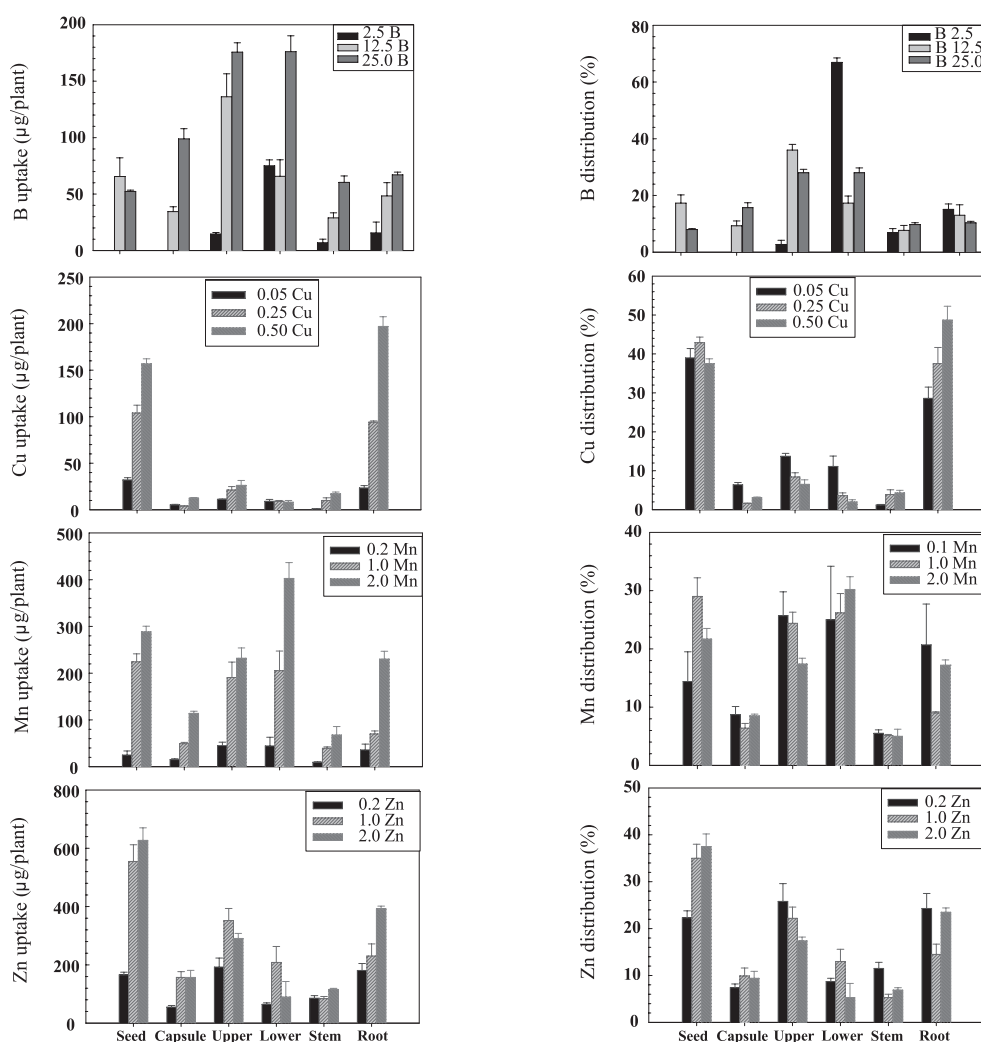 B uptake (µg/plant)
200
150
100
50
0
2.5 B
12.5 B
25.0 B
B distribution (%)
80
60
40
20
0
B 2.5
B 12.5
B 25.0
Cu uptake (µg/plant)
250
200
150
100
50
0
0.05 Cu
0.25 Cu
0.50 Cu
Cu distribution (%)
60
50
40
30
20
10
0
0.05 Cu
0.25 Cu
0.50 Cu
Mn uptake (µg/plant)
500
400
300
200
100
0
0.2 Mn
1.0 Mn
2.0 Mn
Mn distribution (%)
40
30
20
10
0
0.1 Mn
1.0 Mn
2.0 Mn
Zn uptake (µg/plant)
800
600
400
200
0
0.2 Zn
1.0 Zn
2.0 Zn
Seed Capsule Upper Lower Stem Root
Zn distribution (%)
50
40
30
20
10
0
0.2 Zn
1.0 Zn
2.0 Zn
Seed Capsule Upper Lower Stem Root